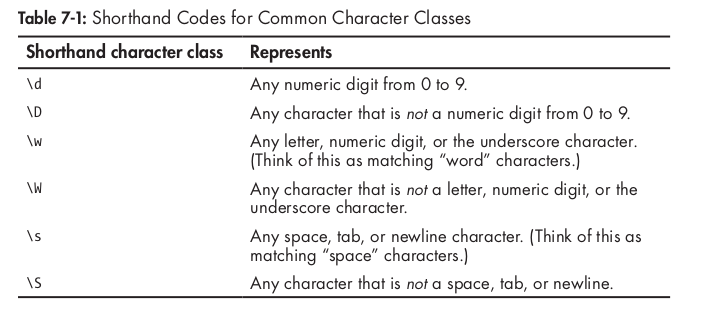 Table 7-1: Shorthand Codes for Common Character Classes
Shorthand character class Represents
\d Any numeric digit from 0 to 9.
\D Any character that is not a numeric digit from 0 to 9.
\w Any letter, numeric digit, or the underscore character.
(Think of this as matching “word” characters.)
\W Any character that is not a letter, numeric digit, or the
underscore character.
\s Any space, tab, or newline character. (Think of this as
matching “space” characters.)
\S Any character that is not a space, tab, or newline.